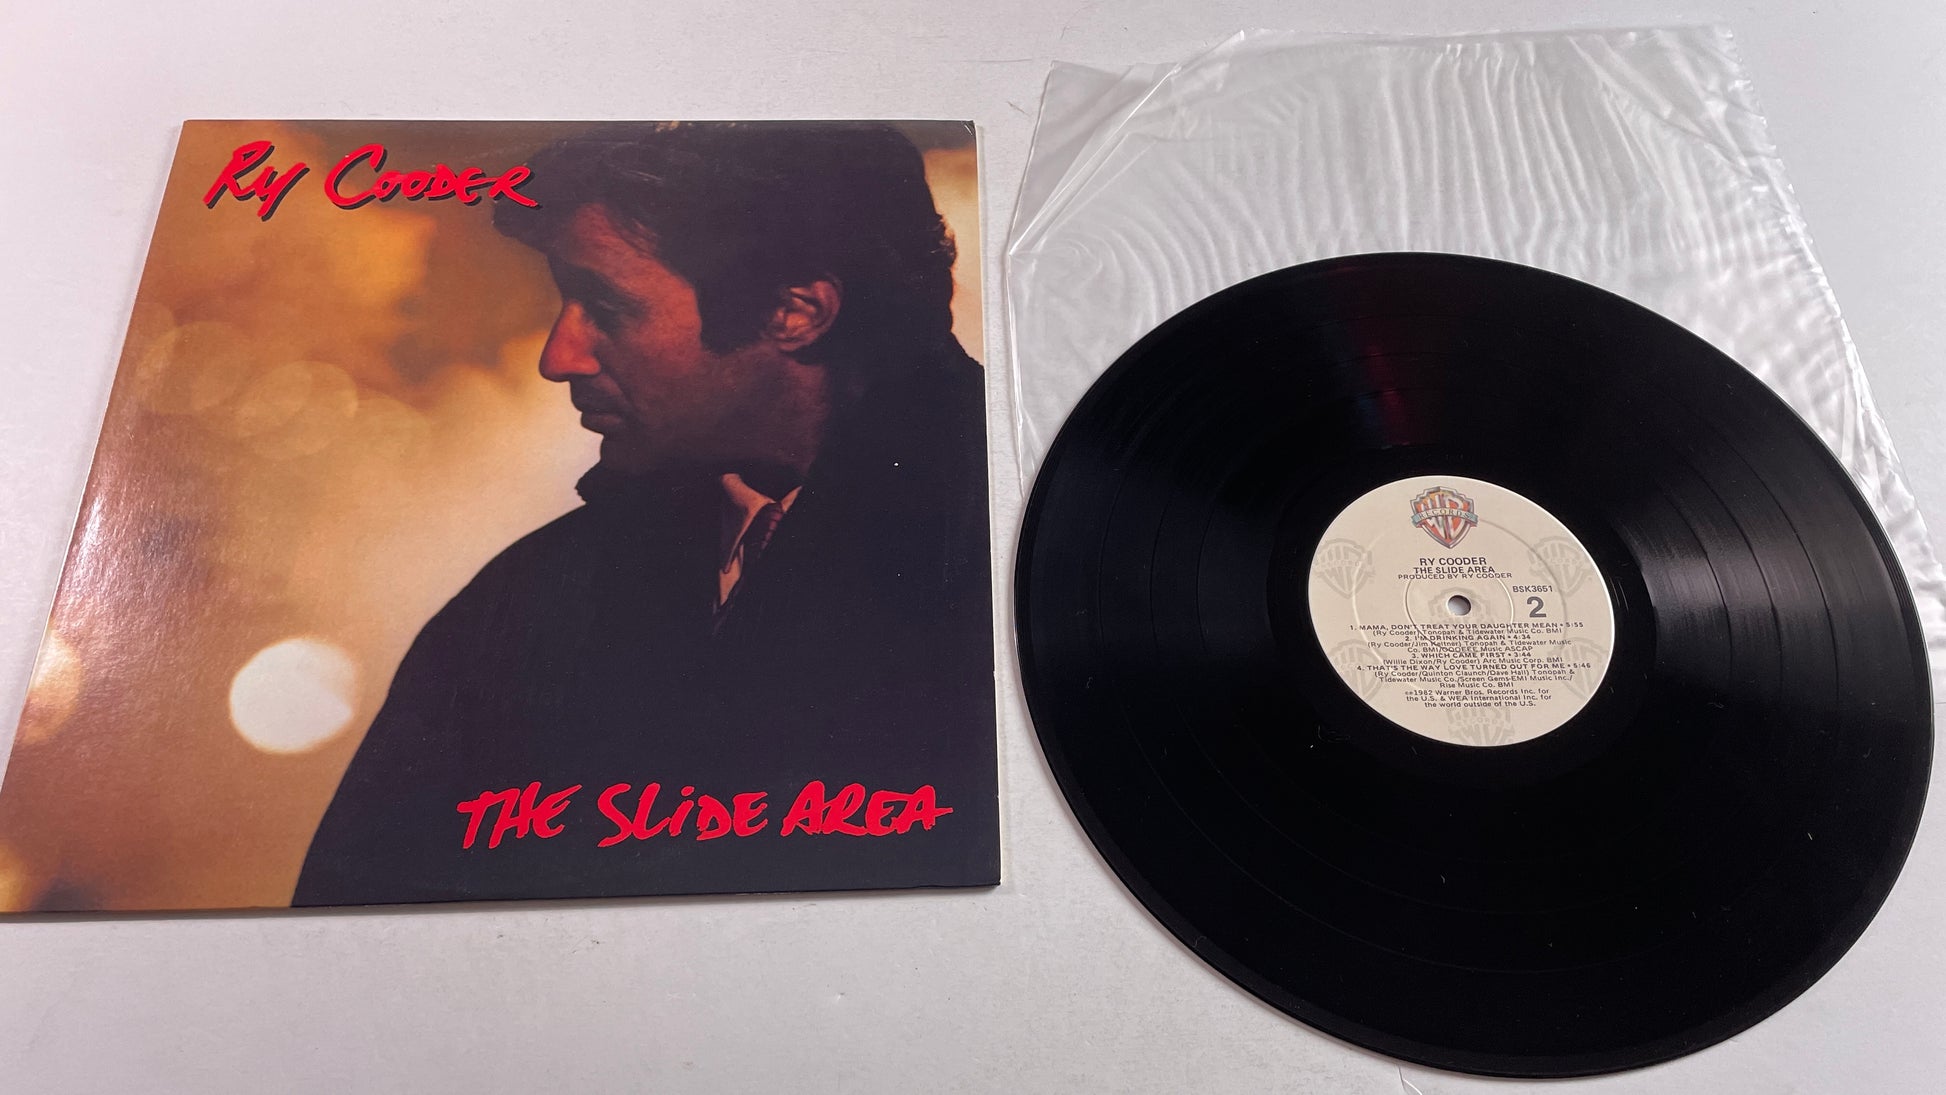 Ry Cooder
THE SLiDE AREA
WB
RECORDS
RY COODER
THE SLIDE AREA
PRODUCED BY RY COODER
BSK3651
2
1. MAMA, DON'T TREAT YOUR DAUGHTER MEAN • 5:55
(Ry Cooder) Tonopah & Tidewater Music Co. BMI
2. I'M DRINKING AGAIN • 4:34
(Ry Cooder/Jim Keltner) Tonopah & Tidewater Music
Co. BMI/OOOEEE Music ASCAP
3. WHICH CAME FIRST • 3:44
(Willie Dixon/Ry Cooder) Arc Music Corp. BMI
4. THAT'S THE WAY LOVE TURNED OUT FOR ME • 5:46
(Ry Cooder/Quinton Claunch/Dave Hall) Tonopah &
Tidewater Music Co./Screen Gems-EMI Music Inc./
Rise Music Co. BMI
©℗1982 Warner Bros. Records Inc. for
the U.S. & WEA International Inc. for
the world outside of the U.S.